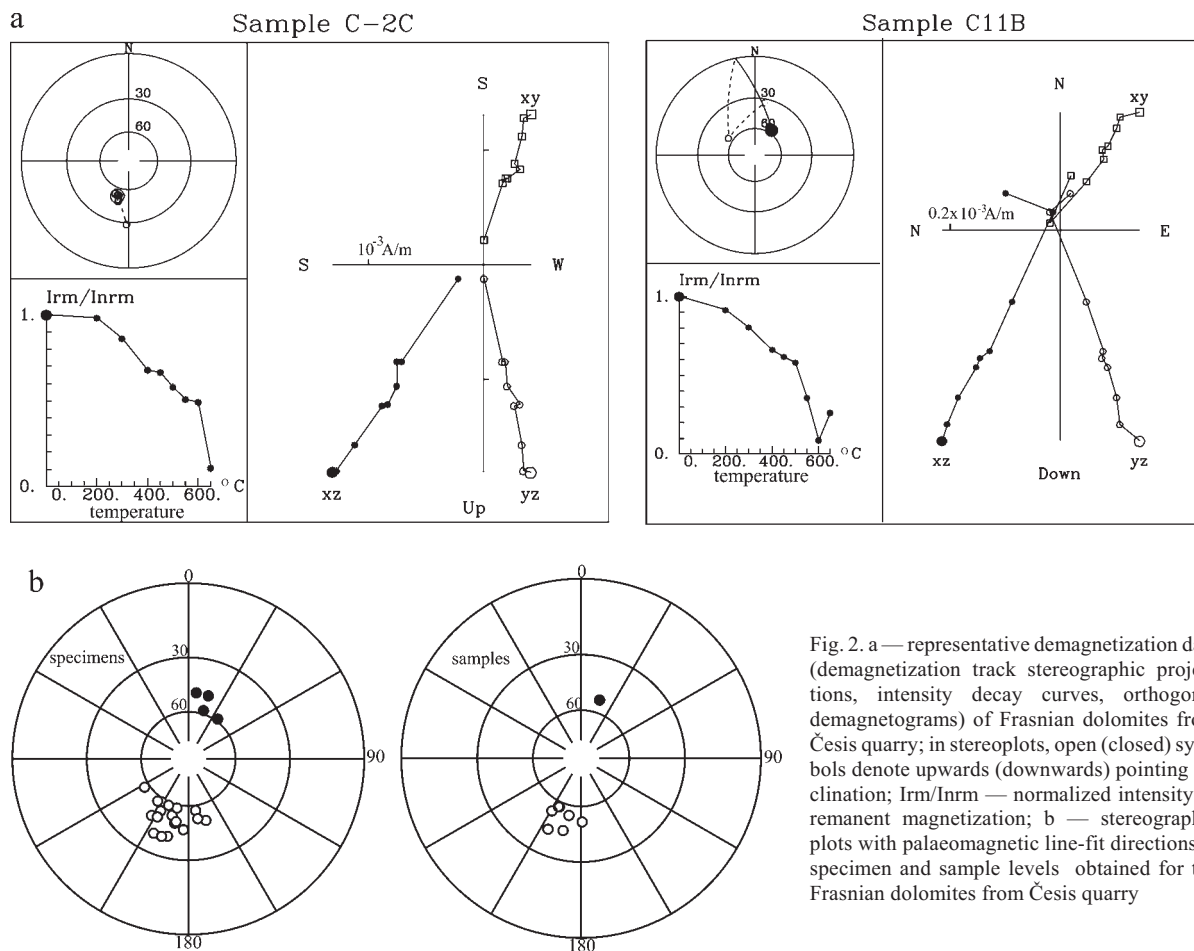 a
Sample C-2C
Sample C11B
N
30
60
Irm/Inrm
1.
0.
0. 200. 400. 600. °C
temperature
S
xy
S
10⁻³A/m
W
xz
Up
yz
N
30
60
Irm/Inrm
1.
0.
0. 200. 400. 600. °C
temperature
N
xy
0.2x10⁻³A/m
N
E
xz
Down
yz
b
0
specimens
30
60
90
180
0
samples
30
60
90
180
Fig. 2. a — representative demagnetization da
(demagnetization track stereographic proje
tions, intensity decay curves, orthogon
demagnetograms) of Frasnian dolomites fro
Česis quarry; in stereoplots, open (closed) sy
bols denote upwards (downwards) pointing
clination; Irm/Inrm — normalized intensity
remanent magnetization; b — stereograph
plots with palaeomagnetic line-fit directions
specimen and sample levels obtained for t
Frasnian dolomites from Česis quarry